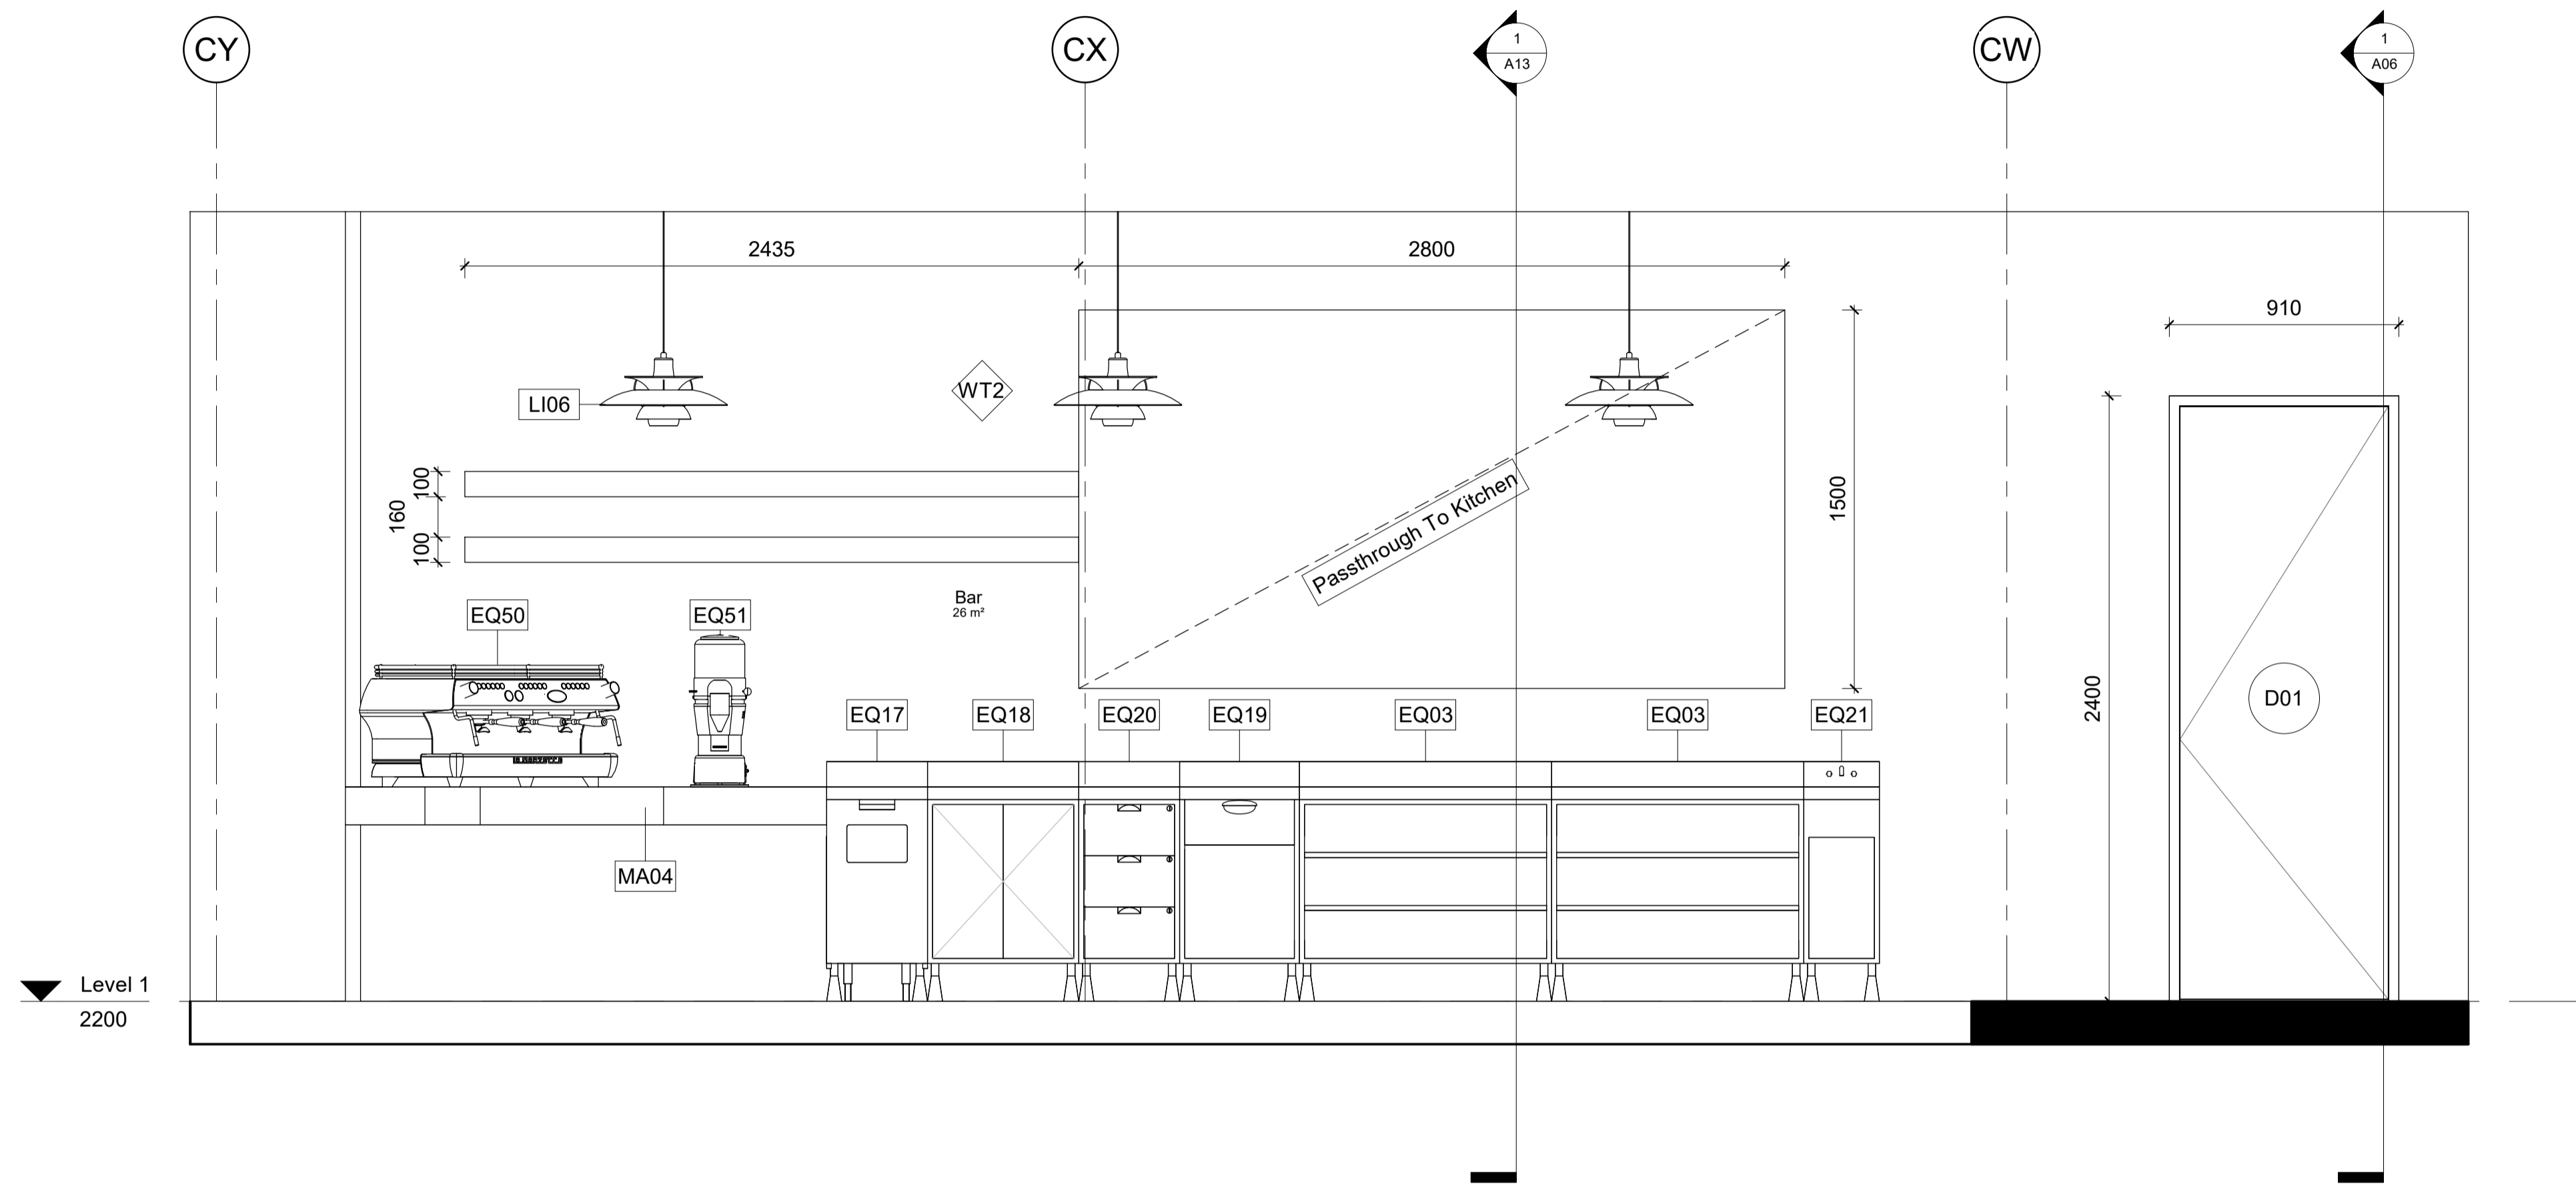 CY
CX
1
A13
CW
1
A06
2435
2800
910
LI06
WT2
100
160
100
1500
Passthrough To Kitchen
Bar
26 m²
EQ50
EQ51
EQ17
EQ18
EQ20
EQ19
EQ03
EQ03
EQ21
2400
D01
MA04
Level 1
2200